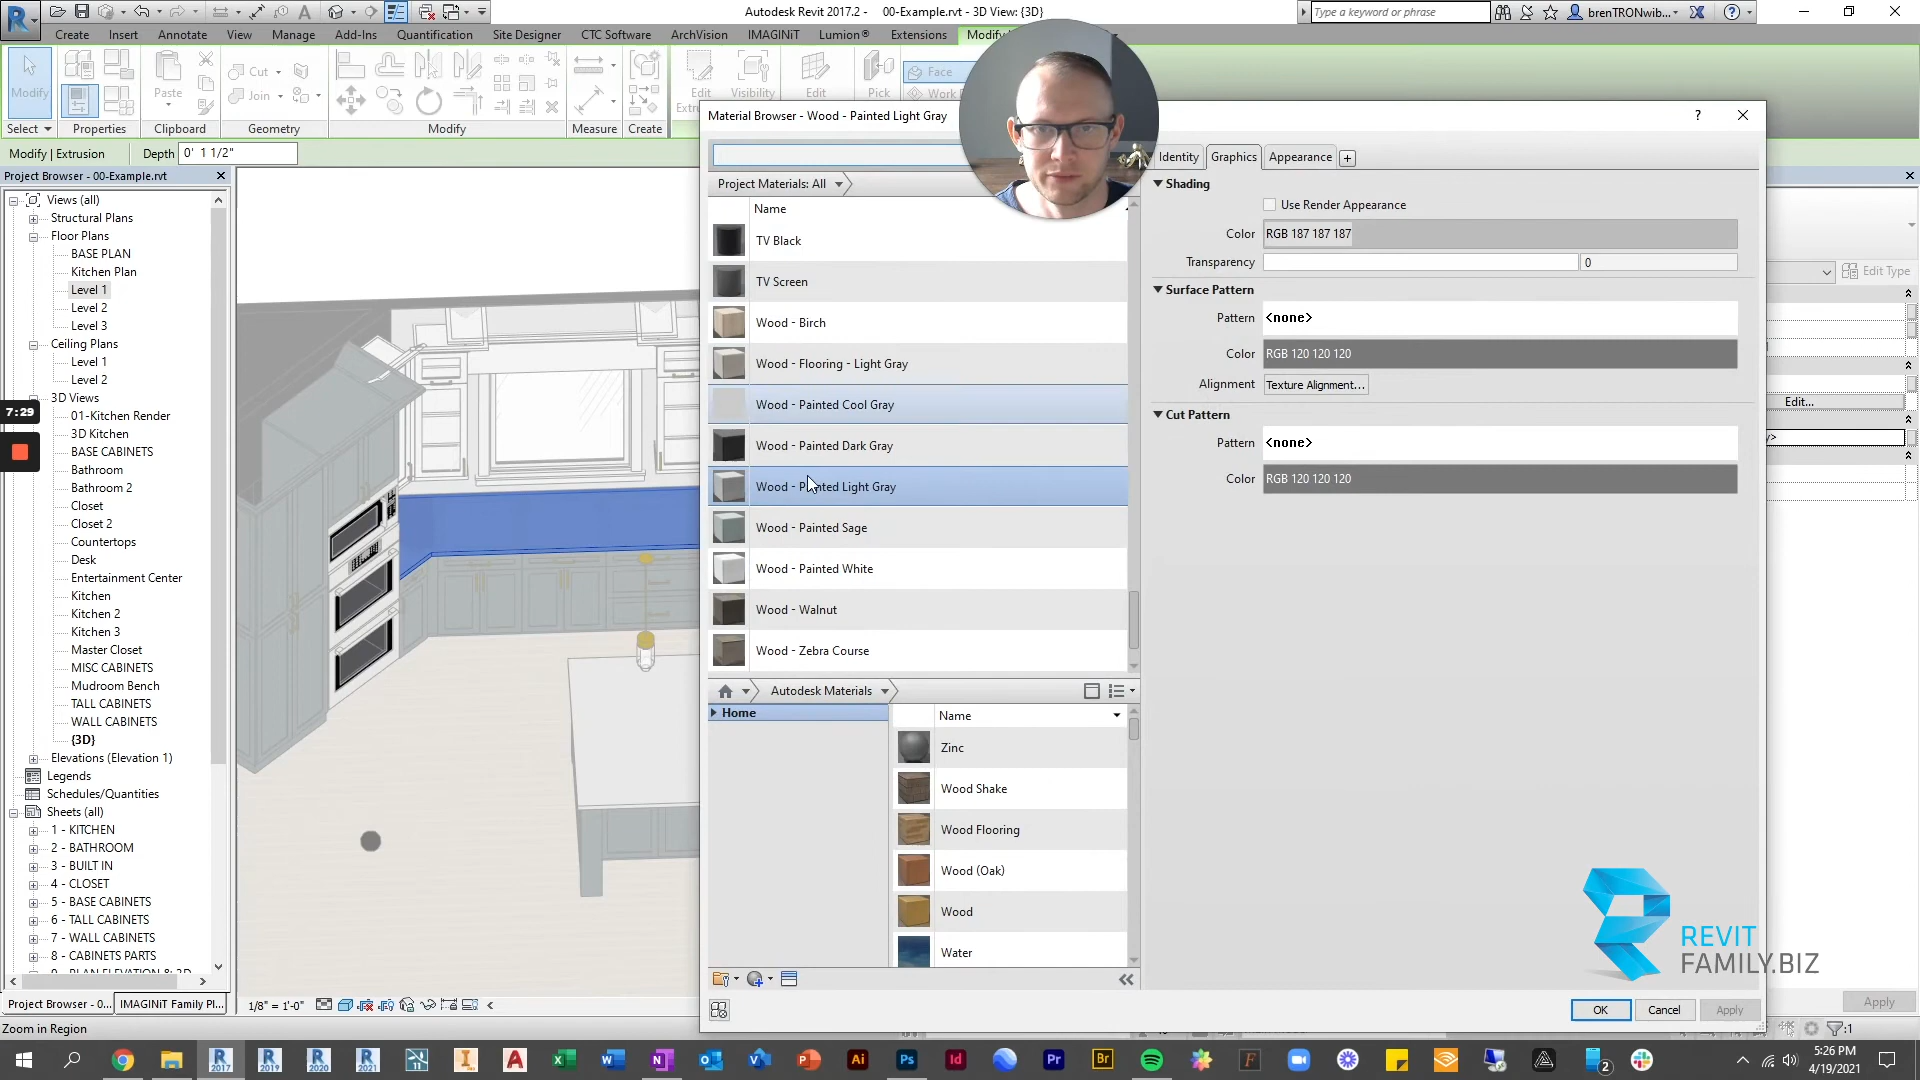 Autodesk Revit 2017.2 - 00-Example.rvt - 3D View: {3D}
Type a keyword or phrase
brenTRONwib...
Create Insert Annotate View Manage Add-Ins Quantification Site Designer CTC Software ArchVision IMAGINiT Lumion® Extensions Modify
Modify
Paste
Cut
Join
Edit
Visibility
Edit
Pick
Face
Select Properties Clipboard Geometry Modify Measure Create
Modify | Extrusion Depth 0' 1 1/2"
Project Browser - 00-Example.rvt
Views (all)
Structural Plans
Floor Plans
BASE PLAN
Kitchen Plan
Level 1
Level 2
Level 3
Ceiling Plans
Level 1
Level 2
3D Views
01-Kitchen Render
3D Kitchen
BASE CABINETS
Bathroom
Bathroom 2
Closet
Closet 2
Countertops
Desk
Entertainment Center
Kitchen
Kitchen 2
Kitchen 3
Master Closet
MISC CABINETS
Mudroom Bench
TALL CABINETS
WALL CABINETS
{3D}
Elevations (Elevation 1)
Legends
Schedules/Quantities
Sheets (all)
1 - KITCHEN
2 - BATHROOM
3 - BUILT IN
4 - CLOSET
5 - BASE CABINETS
6 - TALL CABINETS
7 - WALL CABINETS
8 - CABINETS PARTS
Project Browser - 0... IMAGINiT Family Pl...
7:29
1/8" = 1'-0"
Zoom in Region
Material Browser - Wood - Painted Light Gray
Project Materials: All
Name
TV Black
TV Screen
Wood - Birch
Wood - Flooring - Light Gray
Wood - Painted Cool Gray
Wood - Painted Dark Gray
Wood - Painted Light Gray
Wood - Painted Sage
Wood - Painted White
Wood - Walnut
Wood - Zebra Course
Autodesk Materials
Home
Name
Zinc
Wood Shake
Wood Flooring
Wood (Oak)
Wood
Water
Identity Graphics Appearance
Shading
Use Render Appearance
Color RGB 187 187 187
Transparency 0
Surface Pattern
Pattern <none>
Color RGB 120 120 120
Alignment Texture Alignment...
Cut Pattern
Pattern <none>
Color RGB 120 120 120
OK Cancel Apply
Edit Type
Edit...
Apply
REVIT
FAMILY.BIZ
:1
2017 2019 2020 2021
2
5:26 PM
4/19/2021